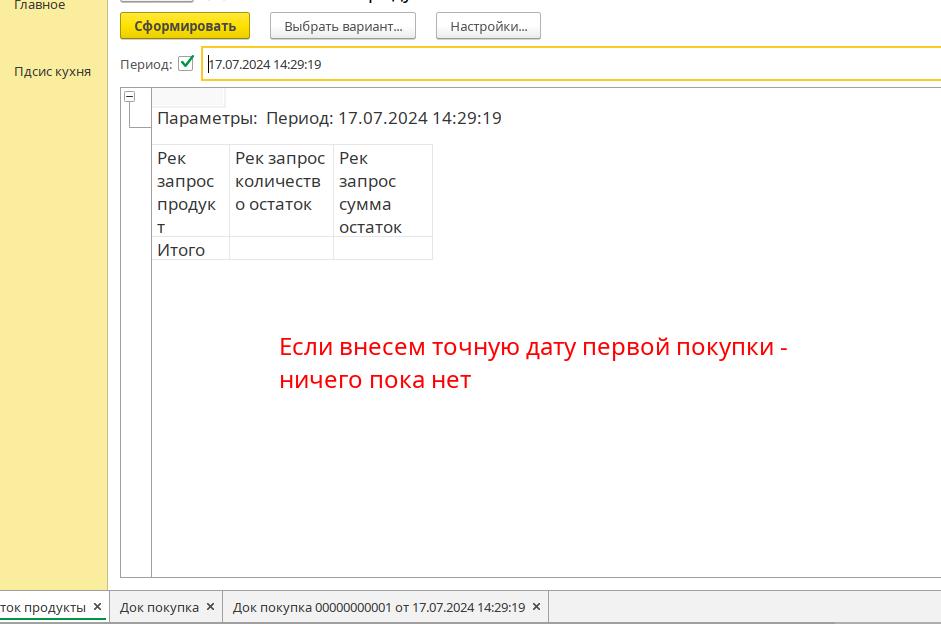 Главное
Сформировать
Выбрать вариант...
Настройки...
Пдсис кухня
Период:
17.07.2024 14:29:19
Параметры: Период: 17.07.2024 14:29:19
Рек запрос продукт
Рек запрос количество остаток
Рек запрос сумма остаток
Итого
Если внесем точную дату первой покупки -
ничего пока нет
ток продукты
Док покупка
Док покупка 00000000001 от 17.07.2024 14:29:19